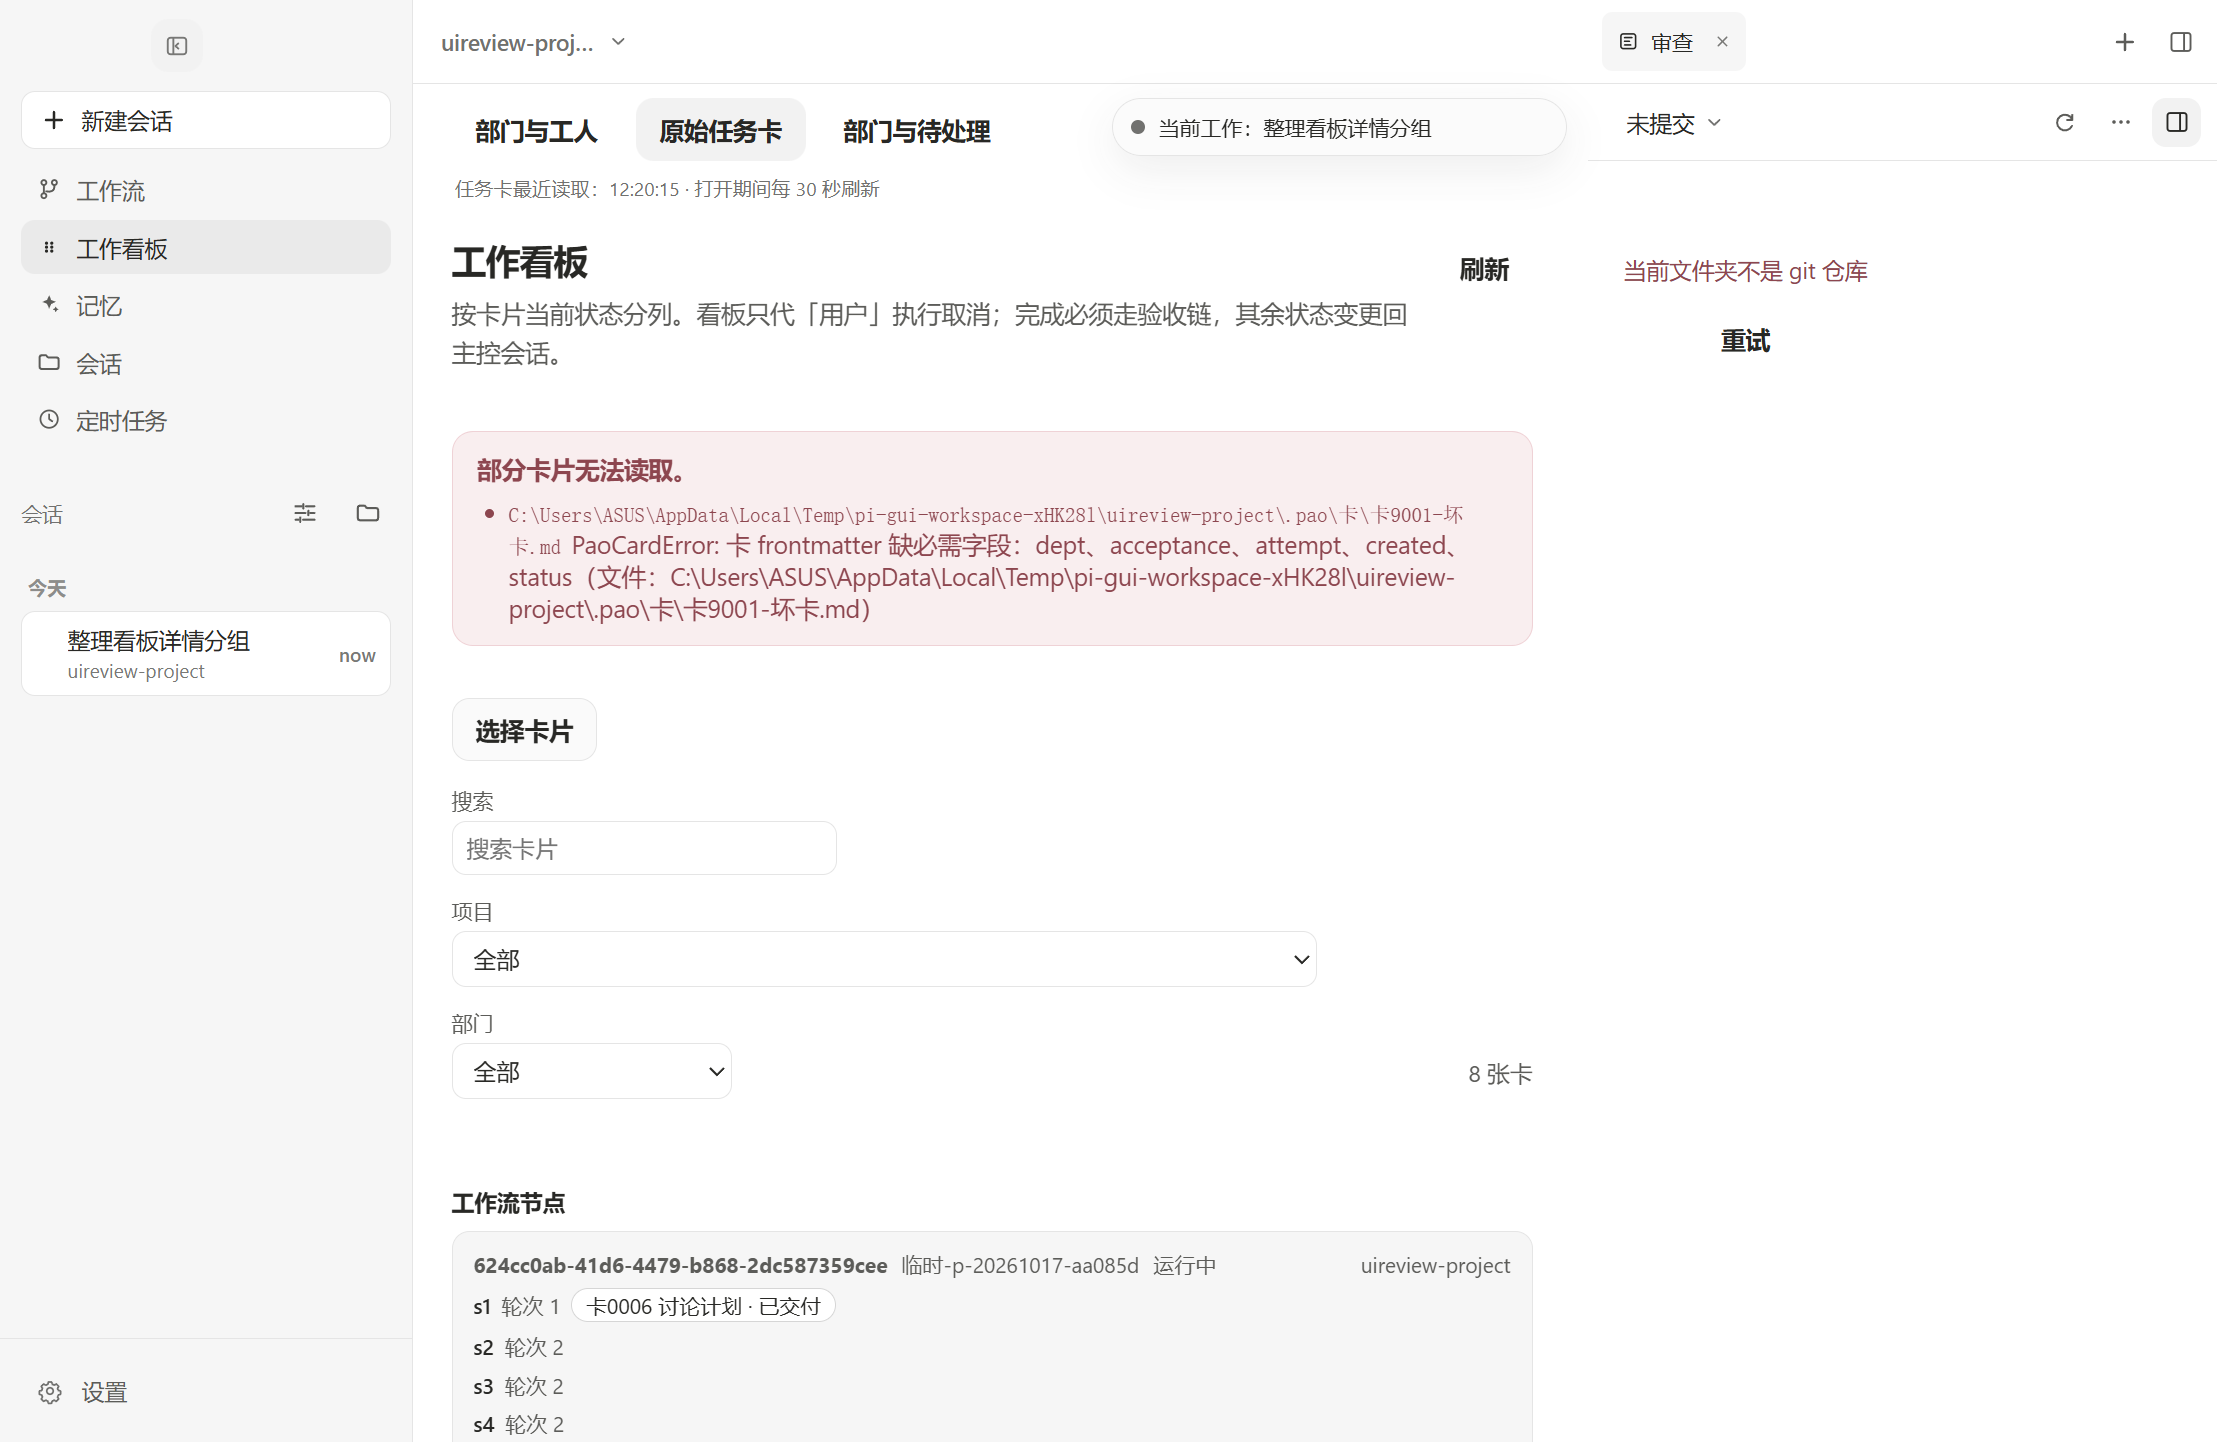 新建会话
工作流
工作看板
记忆
会话
定时任务
会话
今天
整理看板详情分组
uireview-project
now
设置
uireview-proj...
部门与工人
原始任务卡
部门与待处理
当前工作：整理看板详情分组
任务卡最近读取：12:20:15 · 打开期间每 30 秒刷新
工作看板
刷新
按卡片当前状态分列。看板只代「用户」执行取消；完成必须走验收链，其余状态变更回
主控会话。
部分卡片无法读取。
C:\Users\ASUS\AppData\Local\Temp\pi-gui-workspace-xHK28l\uireview-project\.pao\卡\卡9001-坏
卡.md PaoCardError: 卡 frontmatter 缺必需字段：dept、acceptance、attempt、created、
status（文件：C:\Users\ASUS\AppData\Local\Temp\pi-gui-workspace-xHK28l\uireview-
project\.pao\卡\卡9001-坏卡.md）
选择卡片
搜索
搜索卡片
项目
全部
部门
全部
8 张卡
工作流节点
624cc0ab-41d6-4479-b868-2dc587359cee 临时-p-20261017-aa085d 运行中
uireview-project
s1 轮次 1 卡0006 讨论计划 · 已交付
s2 轮次 2
s3 轮次 2
s4 轮次 2
审查
未提交
当前文件夹不是 git 仓库
重试